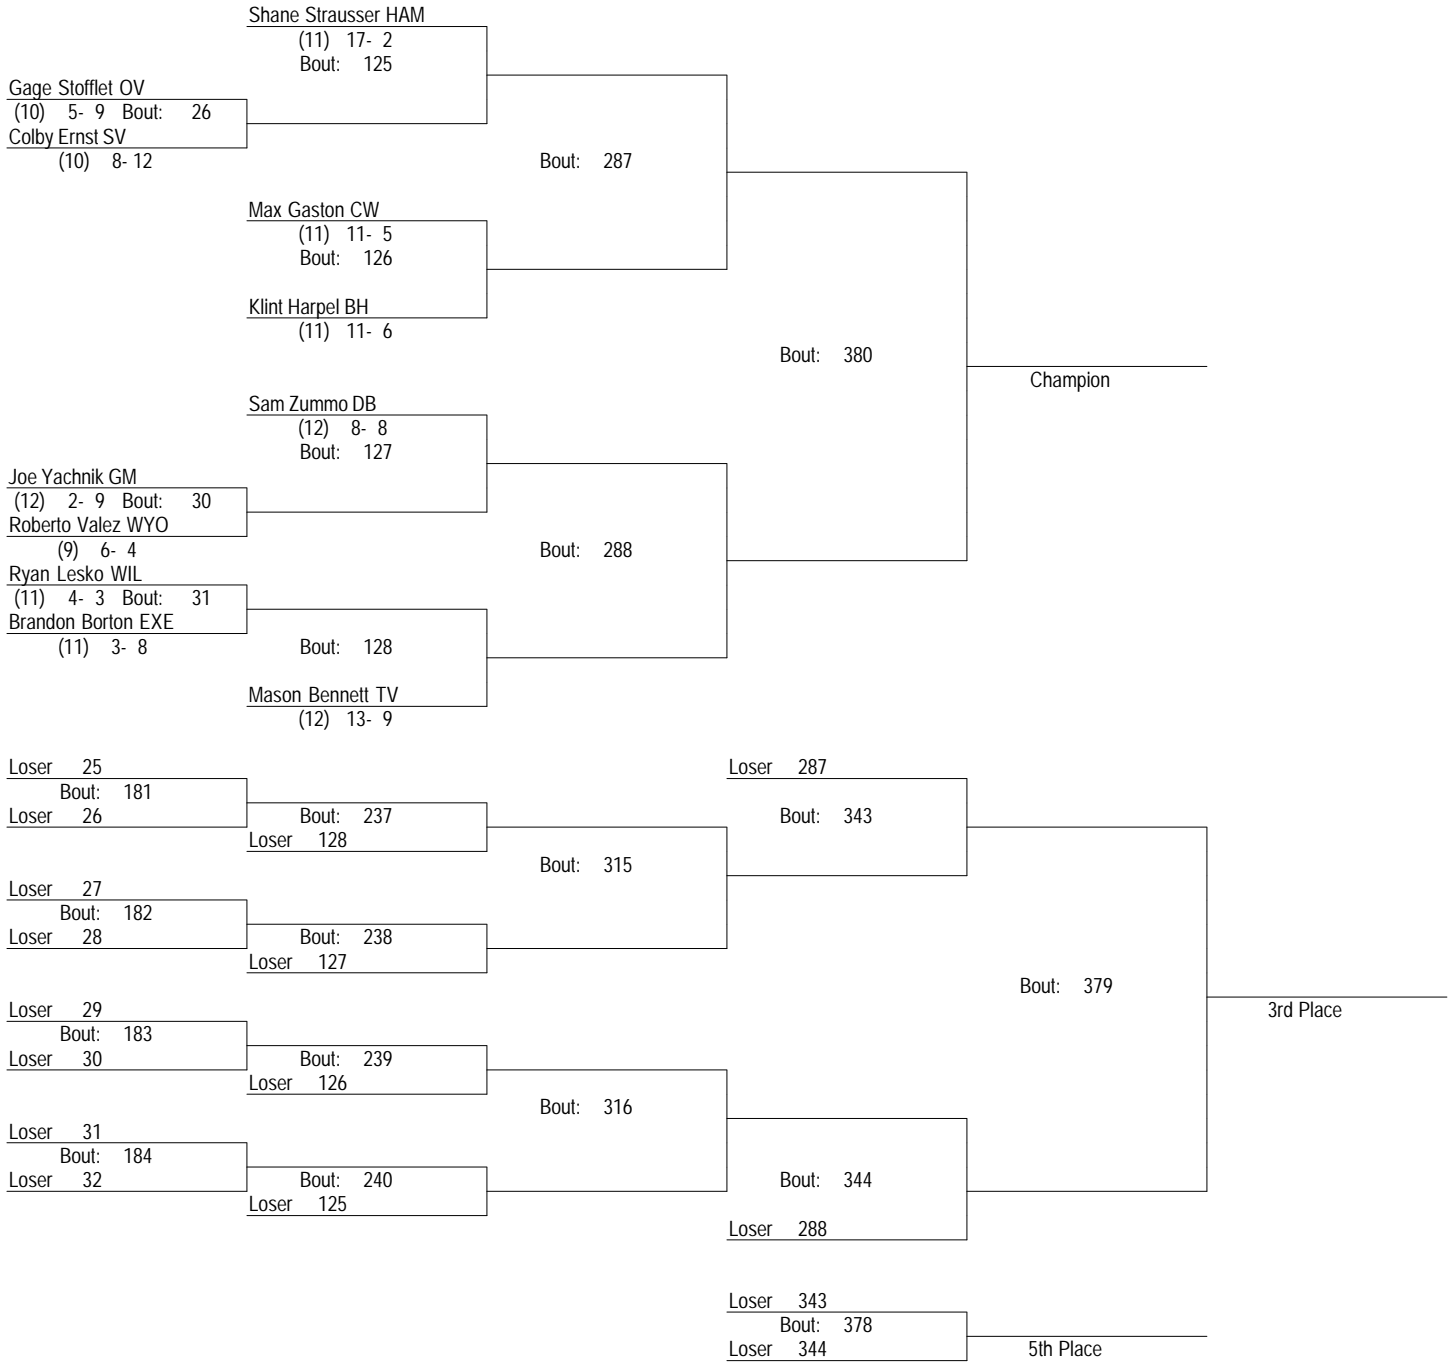 Shane Strausser HAM
(11) 17- 2
Bout: 125
Gage Stofflet OV
(10) 5- 9 Bout: 26
Colby Ernst SV
(10) 8- 12
Bout: 287
Max Gaston CW
(11) 11- 5
Bout: 126
Klint Harpel BH
(11) 11- 6
Bout: 380
Champion
Sam Zummo DB
(12) 8- 8
Bout: 127
Joe Yachnik GM
(12) 2- 9 Bout: 30
Roberto Valez WYO
(9) 6- 4
Bout: 288
Ryan Lesko WIL
(11) 4- 3 Bout: 31
Brandon Borton EXE
(11) 3- 8
Bout: 128
Mason Bennett TV
(12) 13- 9
Loser 25
Bout: 181
Loser 26
Bout: 237
Loser 128
Loser 287
Bout: 343
Bout: 315
Loser 27
Bout: 182
Loser 28
Bout: 238
Loser 127
Bout: 379
3rd Place
Loser 29
Bout: 183
Loser 30
Bout: 239
Loser 126
Bout: 316
Loser 31
Bout: 184
Loser 32
Bout: 240
Loser 125
Bout: 344
Loser 288
Loser 343
Bout: 378
Loser 344
5th Place